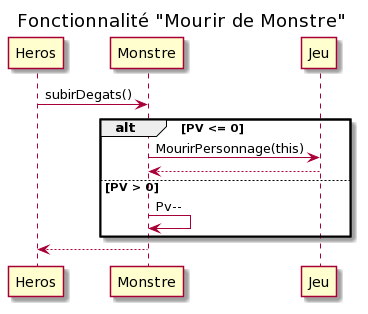 Fonctionnalité "Mourir de Monstre"
Heros Monstre Jeu
subirDegats()
alt [PV <= 0]
MourirPersonnage(this)
[PV > 0]
Pv--
Heros Monstre Jeu